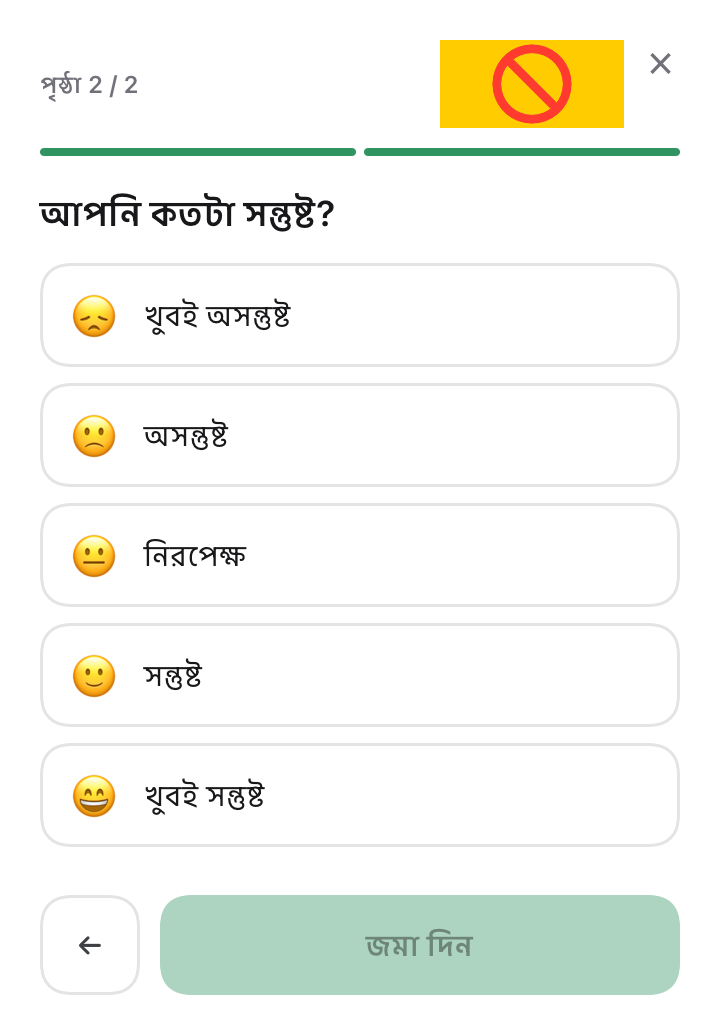 পৃষ্ঠা 2 / 2
আপনি কতটা সন্তুষ্ট?
খুবই অসন্তুষ্ট
অসন্তুষ্ট
নিরপেক্ষ
সন্তুষ্ট
খুবই সন্তুষ্ট
জমা দিন